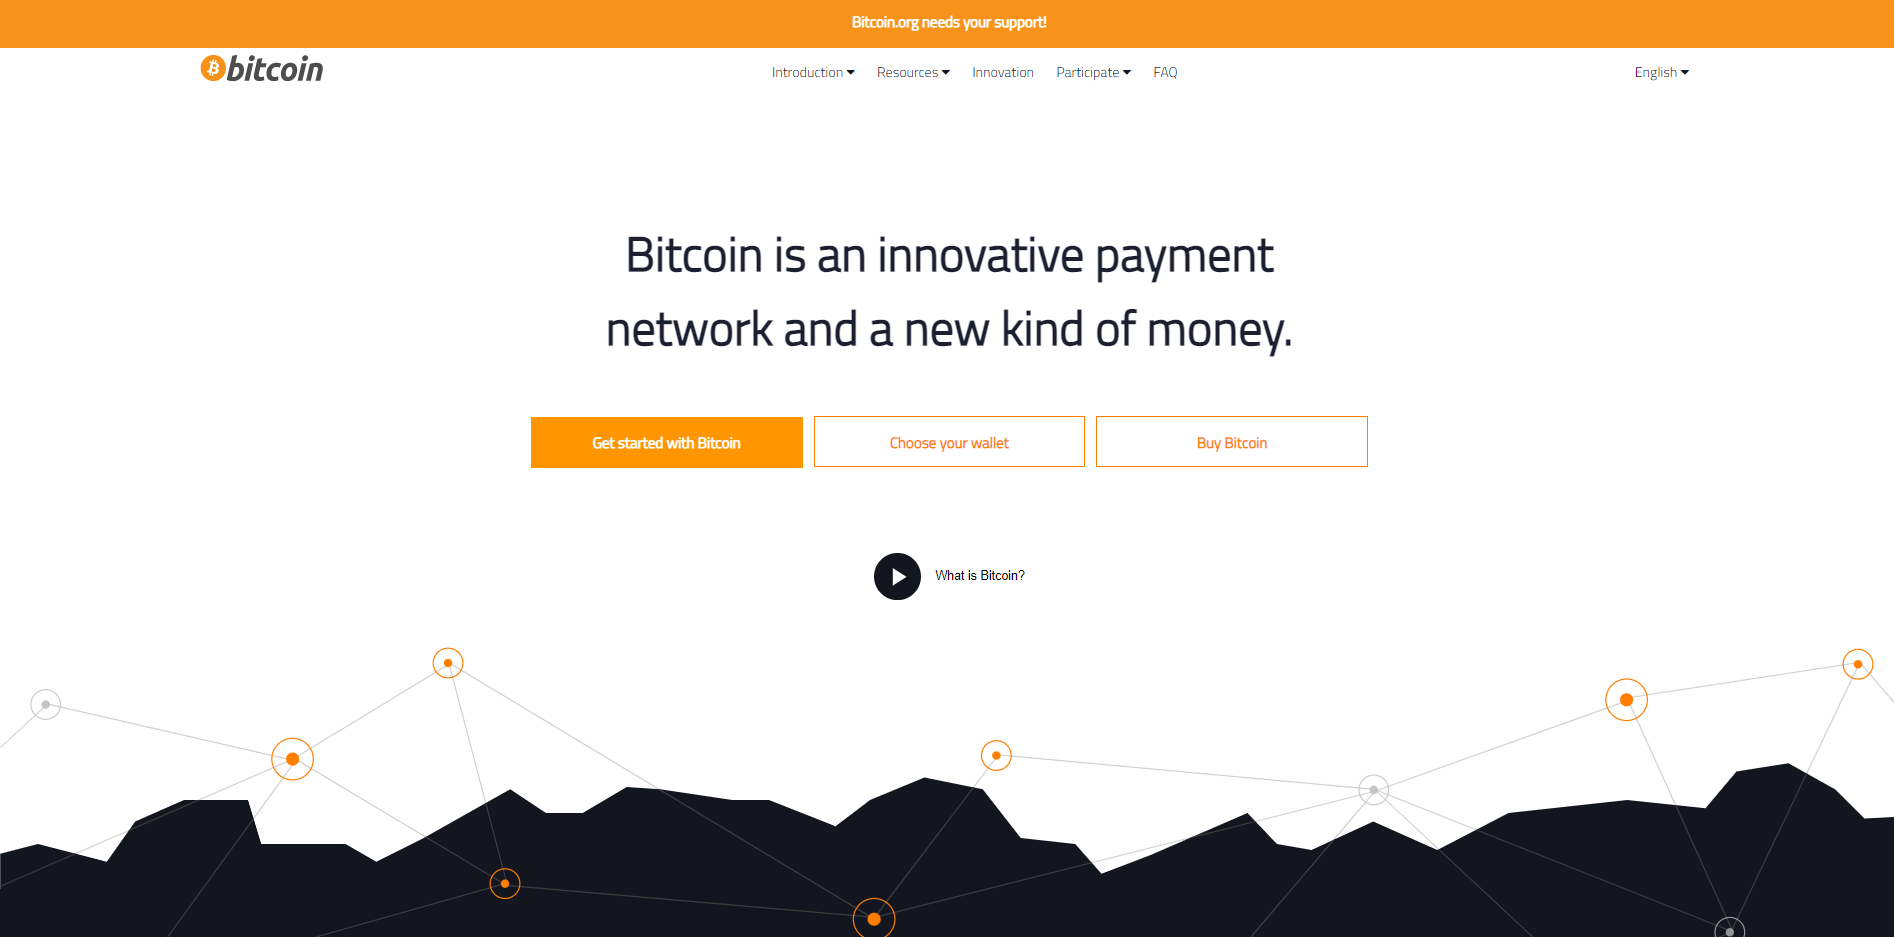 Bitcoin.org needs your support!
bitcoin
Introduction Resources Innovation Participate FAQ English
Bitcoin is an innovative payment
network and a new kind of money.
Get started with Bitcoin
Choose your wallet
Buy Bitcoin
What is Bitcoin?